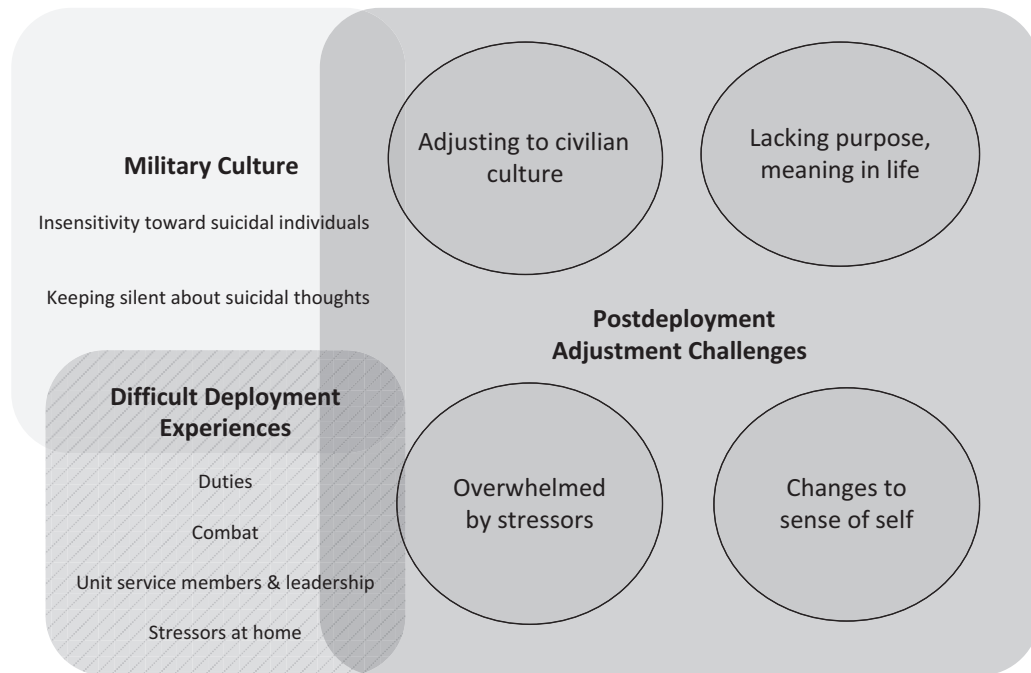 Military Culture
Insensitivity toward suicidal individuals
Keeping silent about suicidal thoughts
Difficult Deployment
Experiences
Duties
Combat
Unit service members & leadership
Stressors at home
Adjusting to civilian
culture
Lacking purpose,
meaning in life
Postdeployment
Adjustment Challenges
Overwhelmed
by stressors
Changes to
sense of self